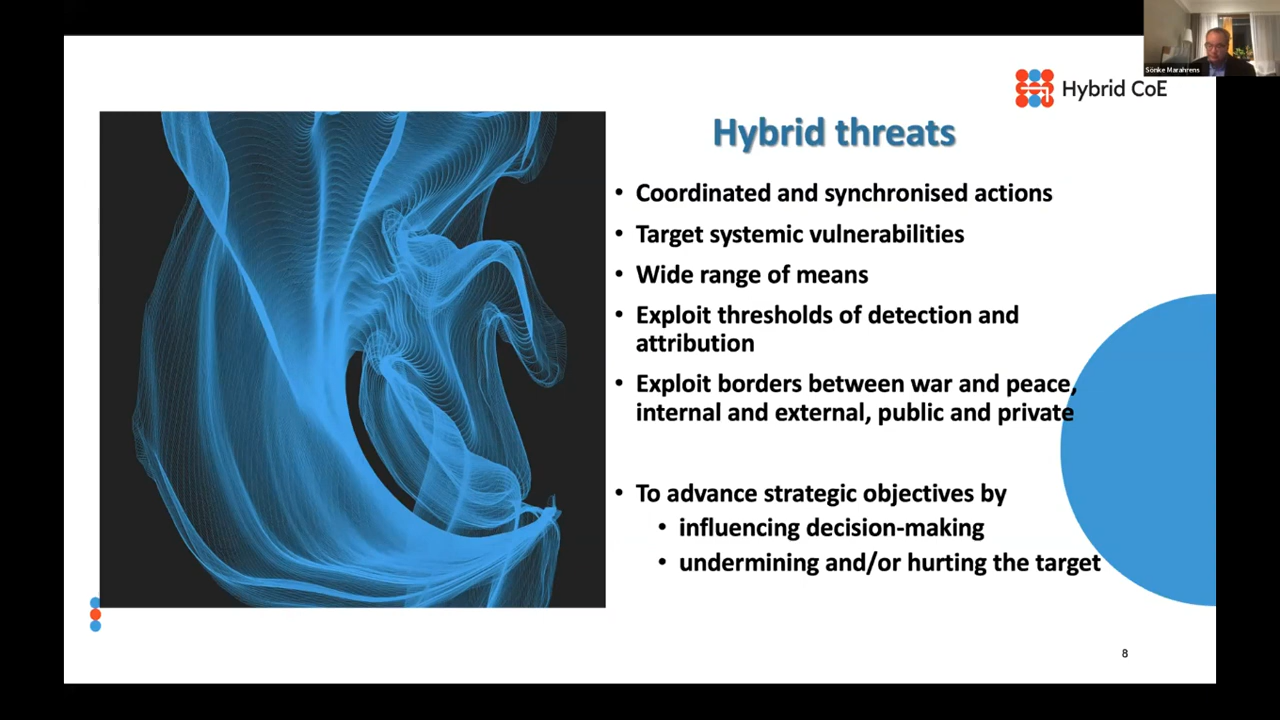 Sönke Marahrens
Hybrid CoE
Hybrid threats
• Coordinated and synchronised actions
• Target systemic vulnerabilities
• Wide range of means
• Exploit thresholds of detection and
attribution
• Exploit borders between war and peace,
internal and external, public and private
• To advance strategic objectives by
• influencing decision-making
• undermining and/or hurting the target
8